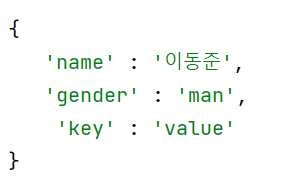 {
'name' : '이동준',
'gender' : 'man',
'key' : 'value'
}